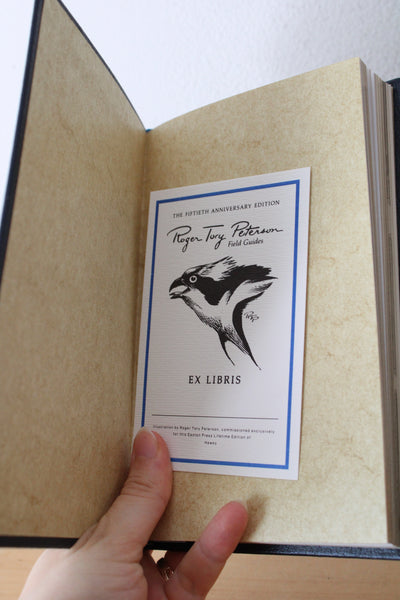 THE FIFTIETH ANNIVERSARY EDITION
Roger Tory Peterson
Field Guides
RTP
EX LIBRIS
Illustration by Roger Tory Peterson, commissioned exclusively
for this Easton Press Lifetime Edition of
Hawks